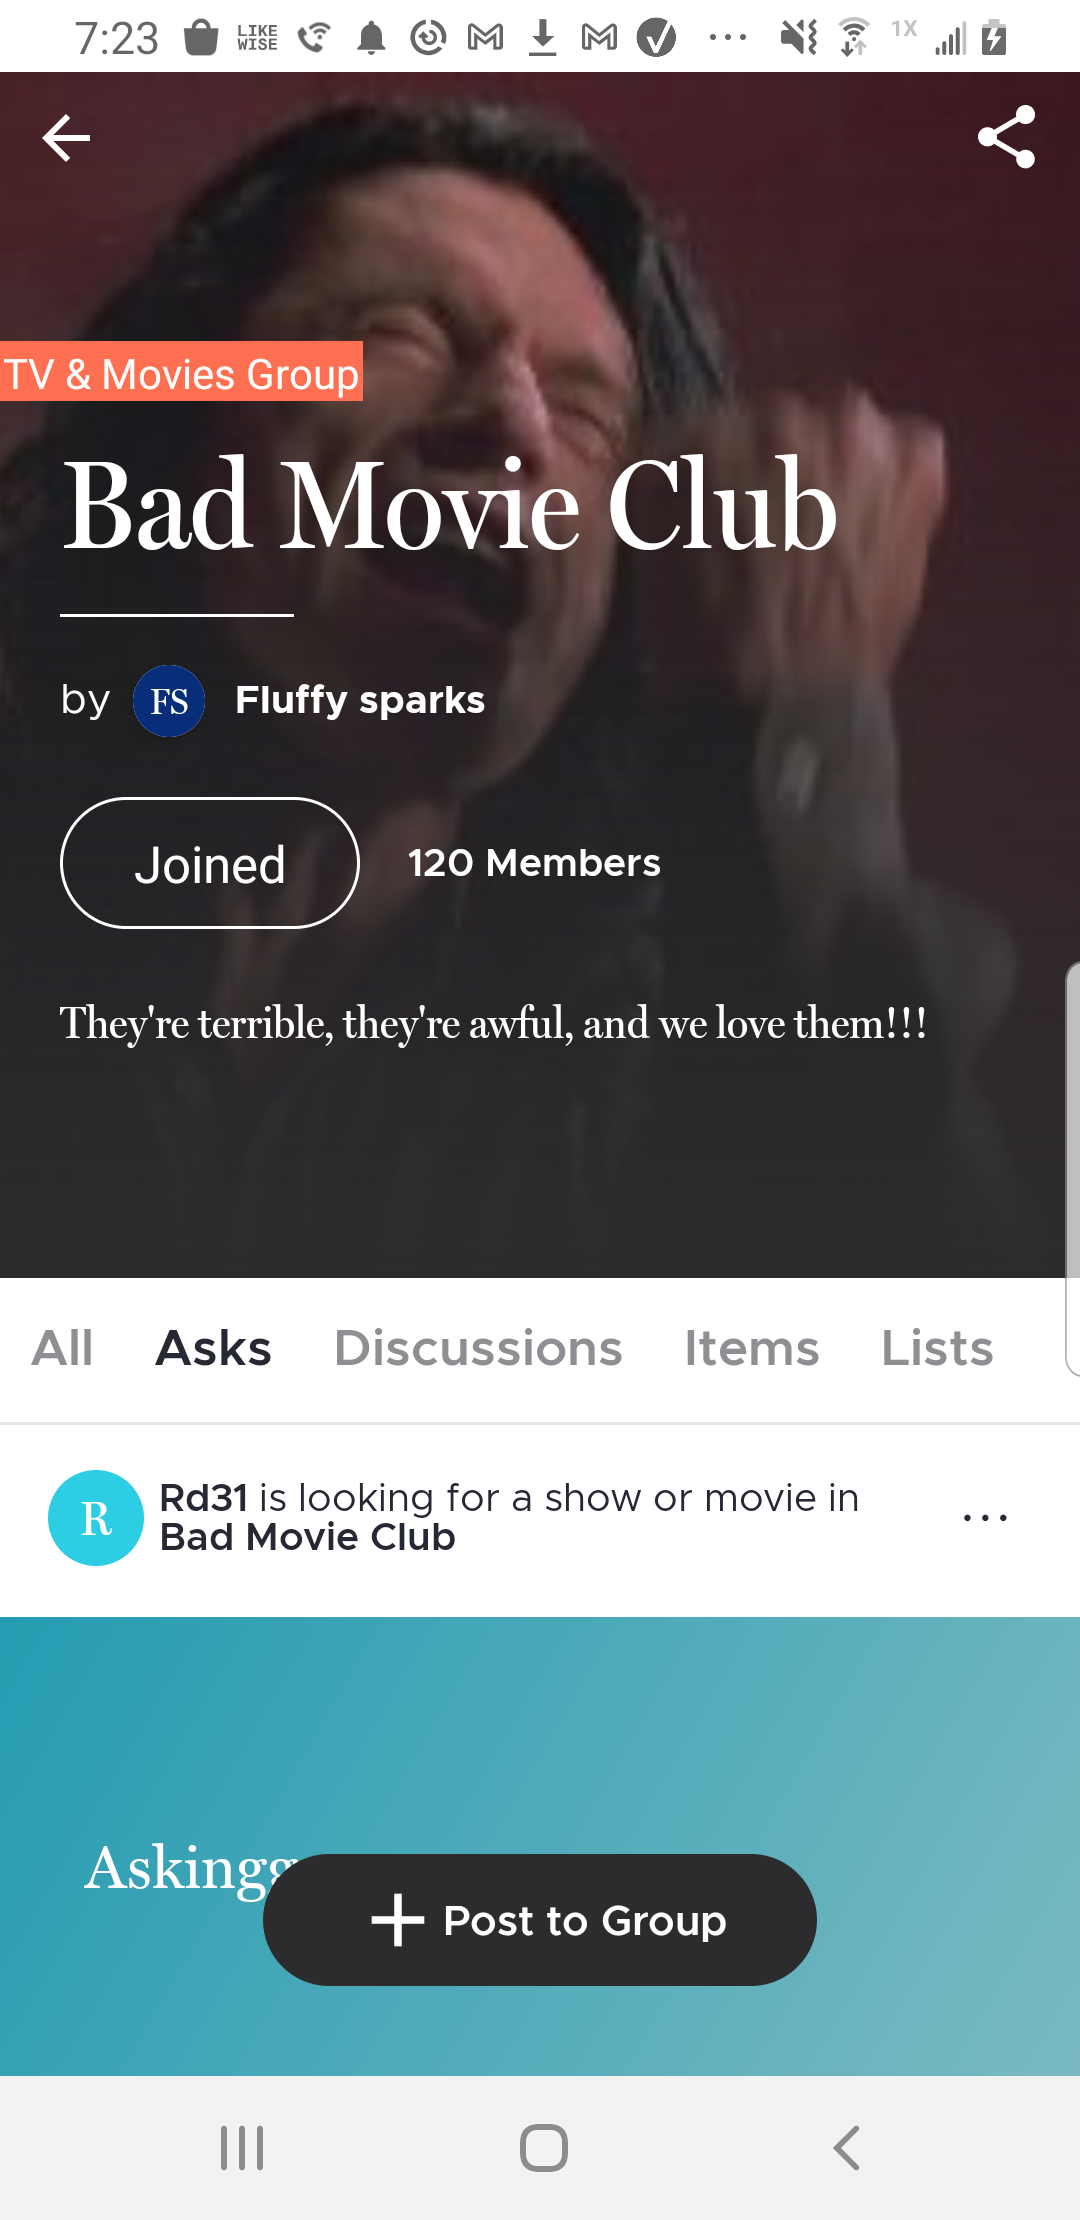 7:23
LIKE
WISE
1X
TV & Movies Group
Bad Movie Club
by FS Fluffy sparks
Joined 120 Members
They're terrible, they're awful, and we love them!!!
All Asks Discussions Items Lists
R Rd31 is looking for a show or movie in
Bad Movie Club
Askingg
Post to Group